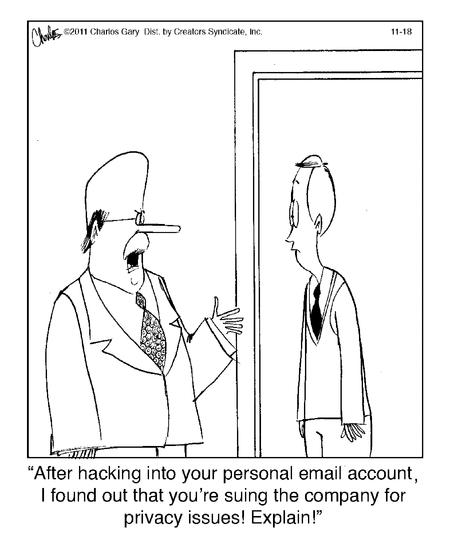 Charles ©2011 Charlos Gary Dist. by Creators Syndicate, Inc. 11-18
“After hacking into your personal email account,
I found out that you’re suing the company for
privacy issues! Explain!”